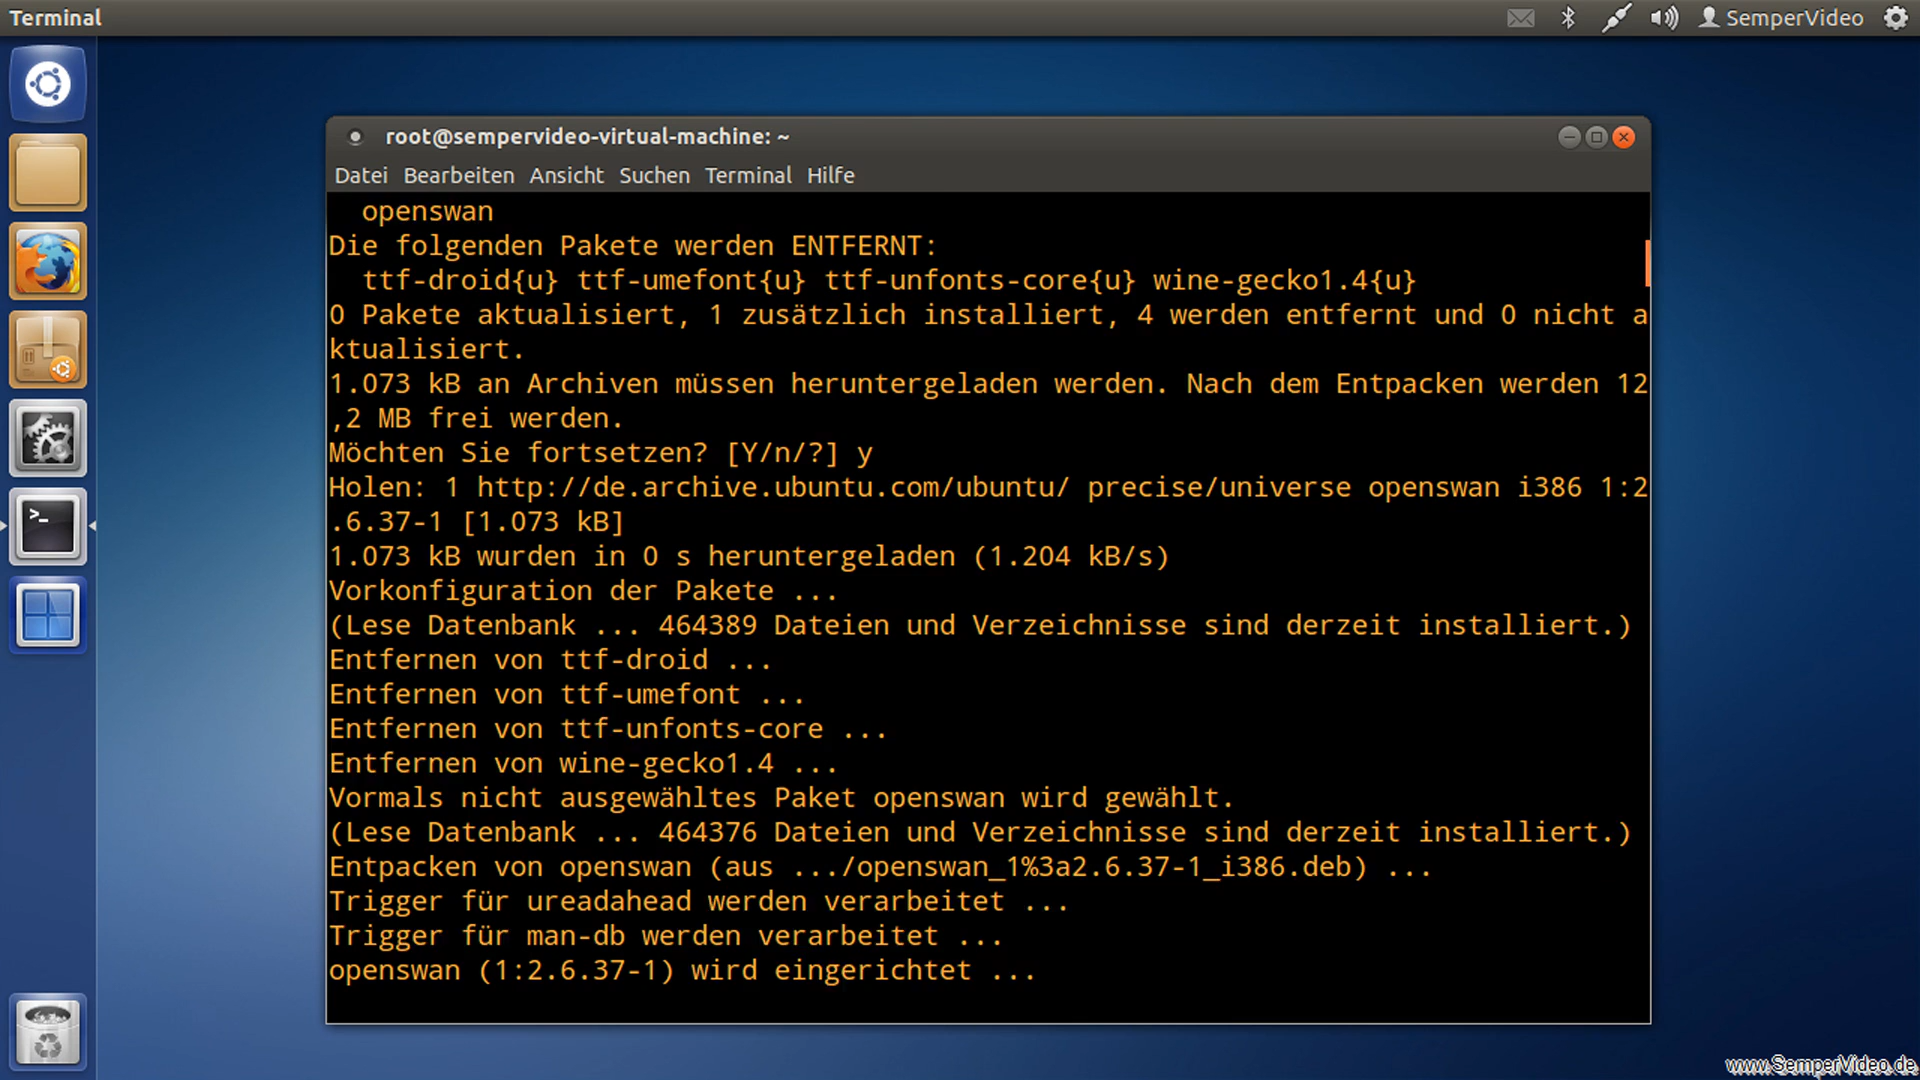 Terminal
SemperVideo
root@sempervideo-virtual-machine: ~
Datei Bearbeiten Ansicht Suchen Terminal Hilfe
openswan
Die folgenden Pakete werden ENTFERNT:
ttf-droid{u} ttf-umefont{u} ttf-unfonts-core{u} wine-gecko1.4{u}
0 Pakete aktualisiert, 1 zusätzlich installiert, 4 werden entfernt und 0 nicht a
ktualisiert.
1.073 kB an Archiven müssen heruntergeladen werden. Nach dem Entpacken werden 12
,2 MB frei werden.
Möchten Sie fortsetzen? [Y/n/?] y
Holen: 1 http://de.archive.ubuntu.com/ubuntu/ precise/universe openswan i386 1:2
.6.37-1 [1.073 kB]
1.073 kB wurden in 0 s heruntergeladen (1.204 kB/s)
Vorkonfiguration der Pakete ...
(Lese Datenbank ... 464389 Dateien und Verzeichnisse sind derzeit installiert.)
Entfernen von ttf-droid ...
Entfernen von ttf-umefont ...
Entfernen von ttf-unfonts-core ...
Entfernen von wine-gecko1.4 ...
Vormals nicht ausgewähltes Paket openswan wird gewählt.
(Lese Datenbank ... 464376 Dateien und Verzeichnisse sind derzeit installiert.)
Entpacken von openswan (aus .../openswan_1%3a2.6.37-1_i386.deb) ...
Trigger für ureadahead werden verarbeitet ...
Trigger für man-db werden verarbeitet ...
openswan (1:2.6.37-1) wird eingerichtet ...
>_
www.SemperVideo.de